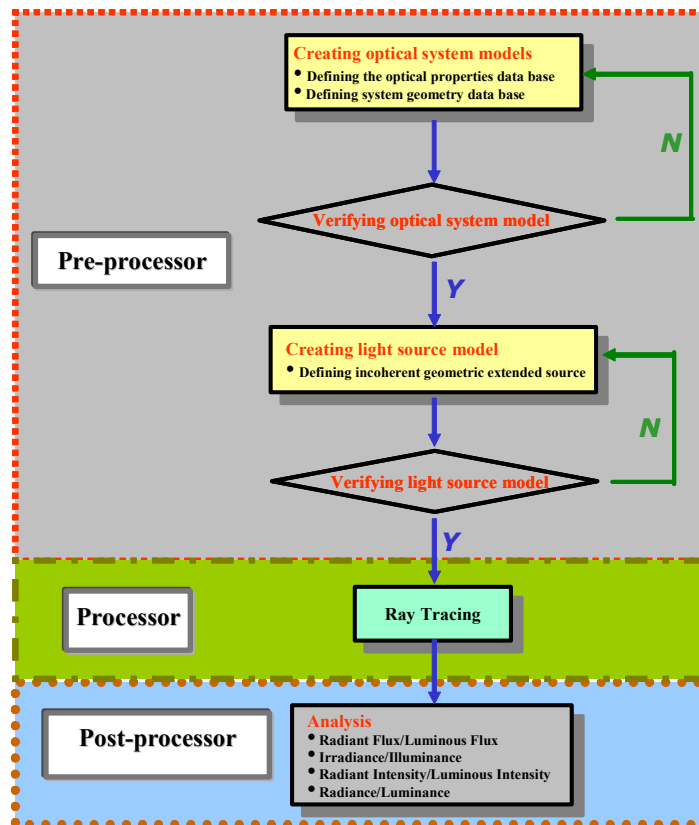 Creating optical system models
• Defining the optical properties data base
• Defining system geometry data base
N
Verifying optical system model
Pre-processor
Y
Creating light source model
• Defining incoherent geometric extended source
N
Verifying light source model
Y
Processor
Ray Tracing
Post-processor
Analysis
• Radiant Flux/Luminous Flux
• Irradiance/Illuminance
• Radiant Intensity/Luminous Intensity
• Radiance/Luminance